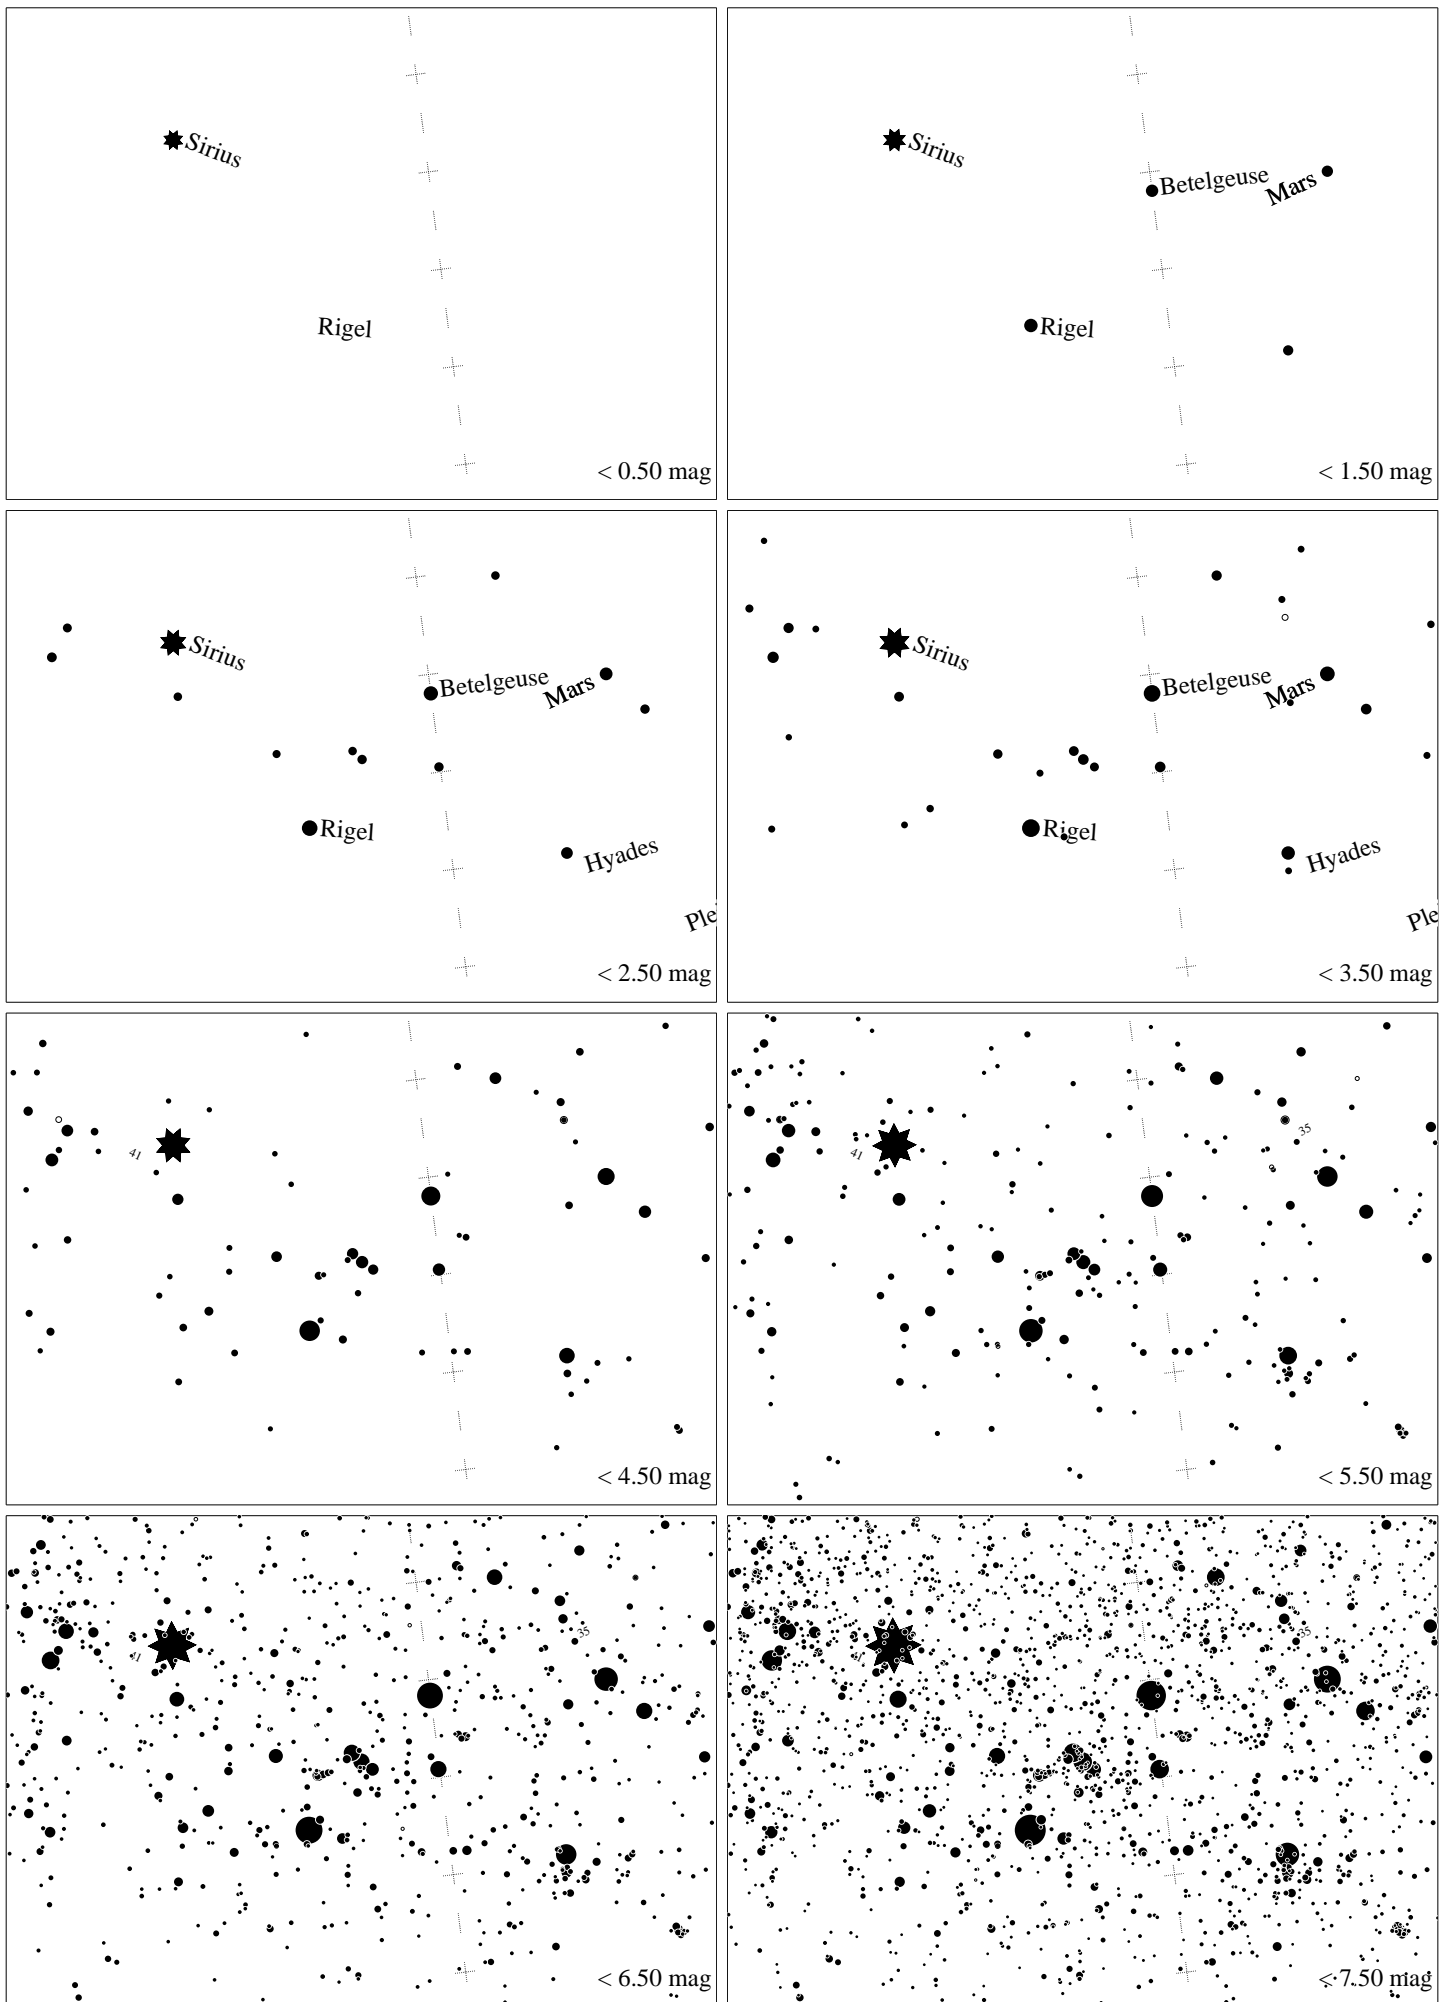 Sirius
Rigel
< 0.50 mag
Sirius
Betelgeuse
Mars
Rigel
< 1.50 mag
Sirius
Betelgeuse
Mars
Rigel
Hyades
Ple
< 2.50 mag
Sirius
Betelgeuse
Mars
Rigel
Hyades
Ple
< 3.50 mag
41
< 4.50 mag
35
41
< 5.50 mag
35
41
< 6.50 mag
35
41
< 7.50 mag